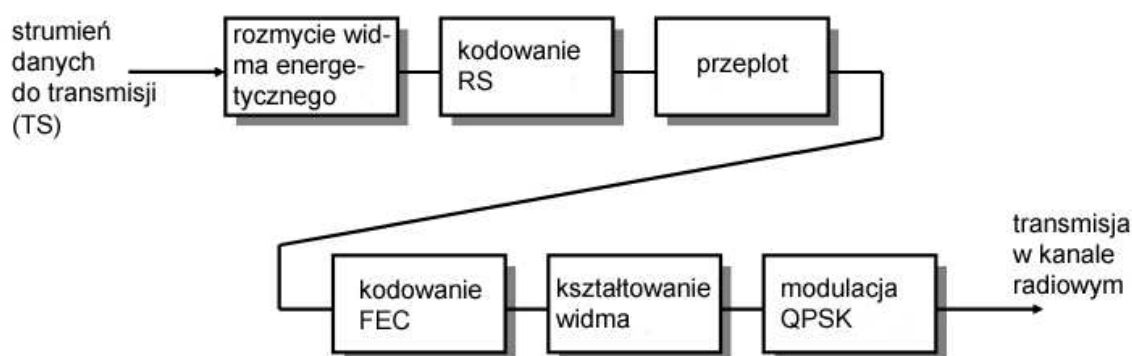 strumień
danych
do transmisji
(TS)
rozmycie wid-
ma energe-
tycznego
kodowanie
RS
przeplot
kodowanie
FEC
kształtowanie
widma
modulacja
QPSK
transmisja
w kanale
radiowym